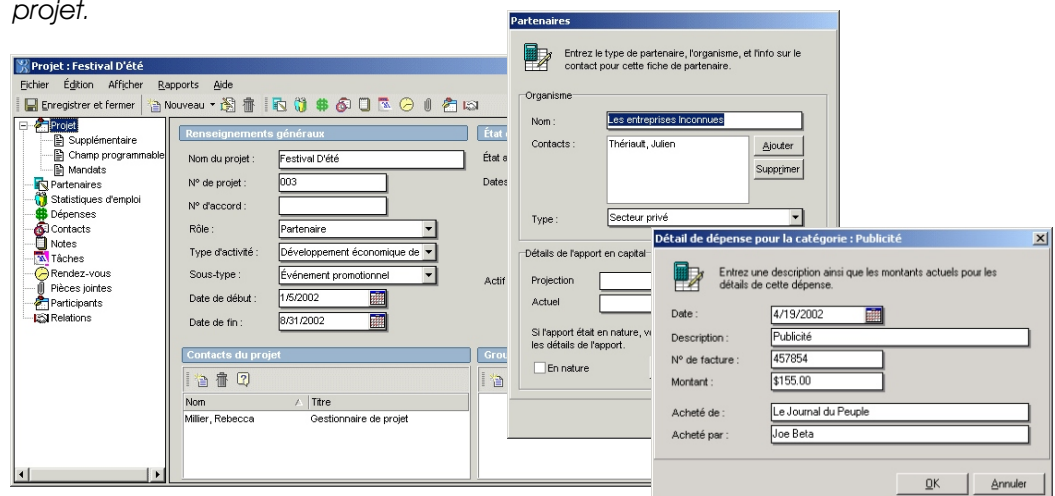 projet.
Projet : Festival D'été
Fichier Édition Afficher Rapports Aide
Enregistrer et fermer Nouveau
Projet
Supplémentaire
Champ programmable
Mandats
Partenaires
Statistiques d'emploi
Dépenses
Contacts
Notes
Tâches
Rendez-vous
Pièces jointes
Participants
Relations
Renseignements généraux
Nom du projet : Festival D'été
N° de projet : 003
N° d'accord :
Rôle : Partenaire
Type d'activité : Développement économique de
Sous-type : Événement promotionnel
Date de début : 1/5/2002
Date de fin : 8/31/2002
État
État a
Dates
Actif
Contacts du projet
Nom Titre
Millier, Rebecca Gestionnaire de projet
Grou
Partenaires
Entrez le type de partenaire, l'organisme, et l'info sur le
contact pour cette fiche de partenaire.
Organisme
Nom : Les entreprises Inconnues
Contacts : Thériault, Julien
Ajouter
Supprimer
Type : Secteur privé
Détails de l'apport en capital
Projection
Actuel
Si l'apport était en nature, v
les détails de l'apport.
En nature
Détail de dépense pour la catégorie : Publicité
Entrez une description ainsi que les montants actuels pour les
détails de cette dépense.
Date : 4/19/2002
Description : Publicité
N° de facture : 457854
Montant : $155.00
Acheté de : Le Journal du Peuple
Acheté par : Joe Beta
OK Annuler